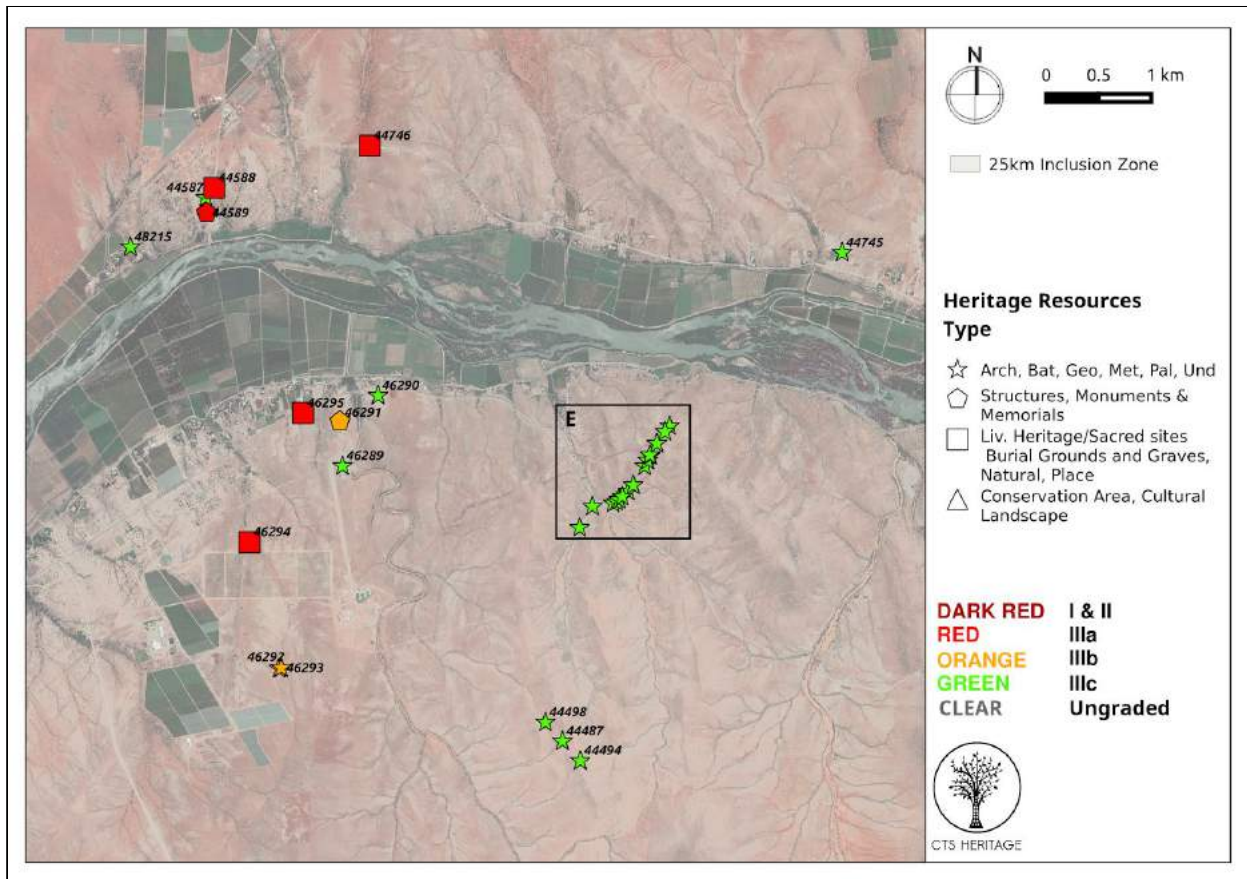 44746
44588
44587
44589
48215
44745
46290
46295
46291
46289
E
46294
46292
46293
44498
44487
44494
N
0 0.5 1 km
25km Inclusion Zone
Heritage Resources
Type
Arch, Bat, Geo, Met, Pal, Und
Structures, Monuments &
Memorials
Liv. Heritage/Sacred sites
Burial Grounds and Graves,
Natural, Place
Conservation Area, Cultural
Landscape
DARK RED I & II
RED IIIa
ORANGE IIIb
GREEN IIIc
CLEAR Ungraded
CTS HERITAGE